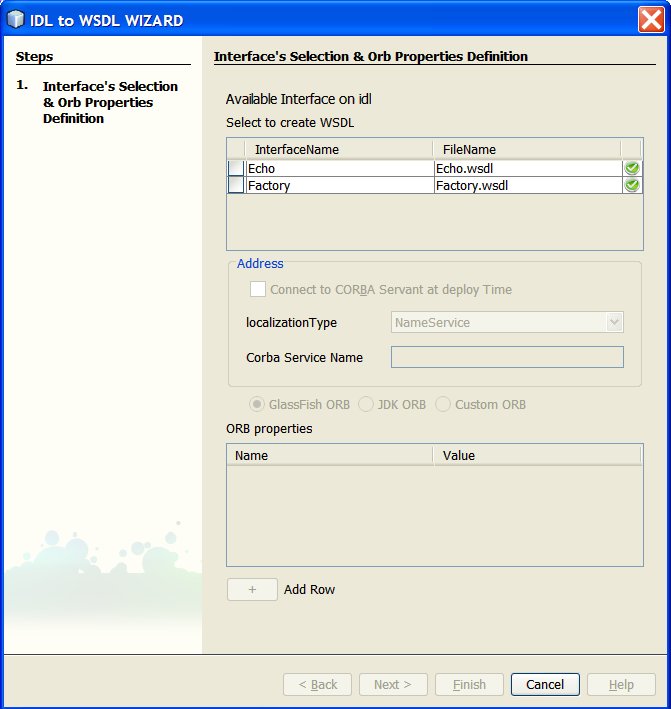 IDL to WSDL WIZARD
Steps
1. Interface's Selection
& Orb Properties
Definition
Interface's Selection & Orb Properties Definition
Available Interface on idl
Select to create WSDL
InterfaceName FileName
Echo Echo.wsdl
Factory Factory.wsdl
Address
Connect to CORBA Servant at deploy Time
localizationType NameService
Corba Service Name
GlassFish ORB JDK ORB Custom ORB
ORB properties
Name Value
+ Add Row
< Back Next > Finish Cancel Help